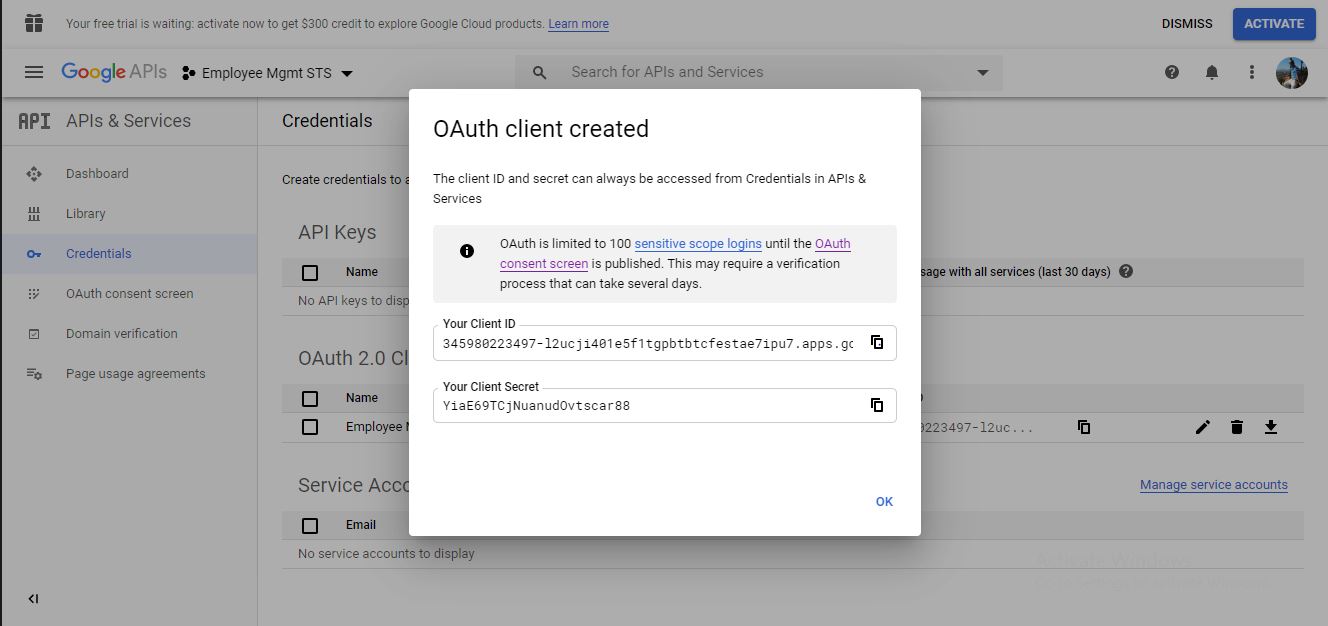 Your free trial is waiting: activate now to get $300 credit to explore Google Cloud products. Learn more
DISMISS
ACTIVATE
Google APIs
Employee Mgmt STS
Search for APIs and Services
API
APIs & Services
Dashboard
Library
Credentials
OAuth consent screen
Domain verification
Page usage agreements
Credentials
Create credentials to a
API Keys
Name
sage with all services (last 30 days)
No API keys to disp
OAuth 2.0 Cl
Name
Employee
0223497-l2uc...
Service Acco
Manage service accounts
Email
No service accounts to display
OAuth client created
The client ID and secret can always be accessed from Credentials in APIs &
Services
OAuth is limited to 100 sensitive scope logins until the OAuth
consent screen is published. This may require a verification
process that can take several days.
Your Client ID
345980223497-l2ucji401e5f1tgpbtbtcfestae7ipu7.apps.gc
Your Client Secret
YiaE69TCjNuanudOvtscar88
OK
Activate Windows